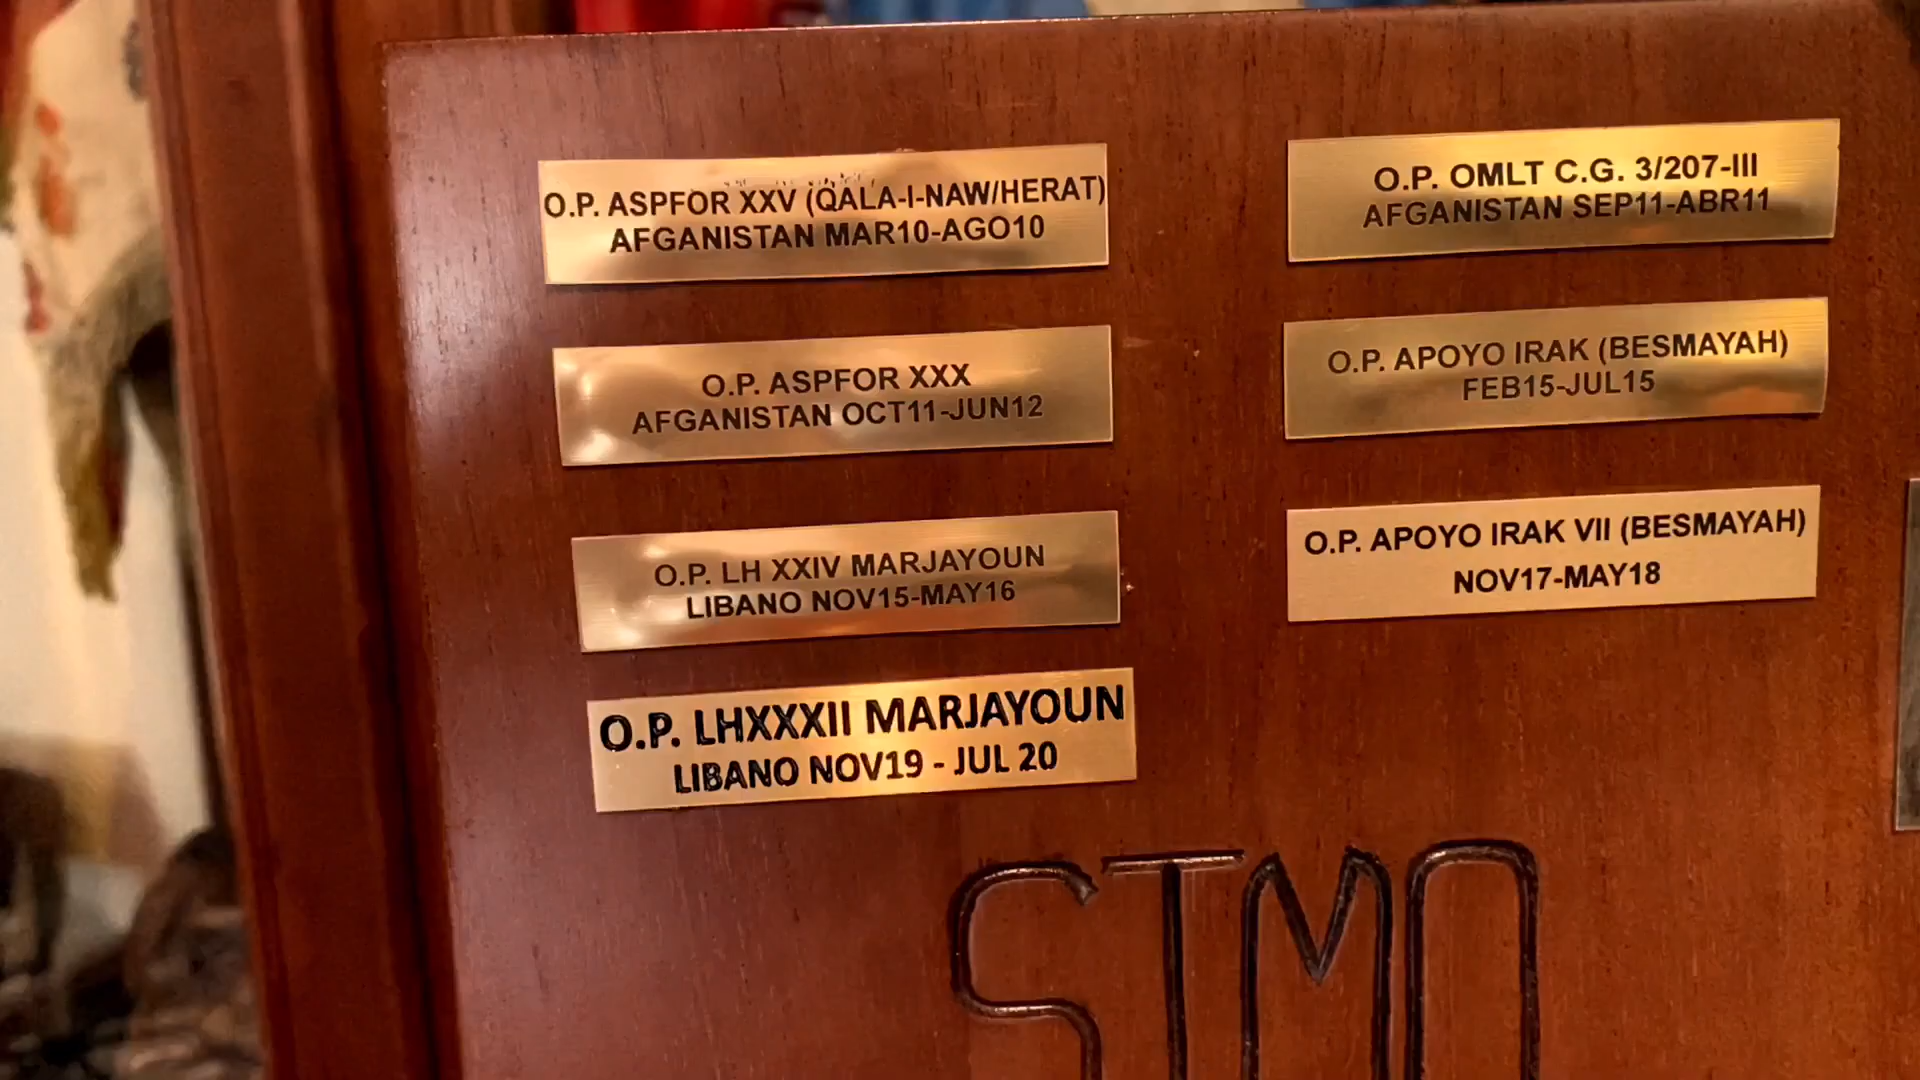 O.P. ASPFOR XXV (QALA-I-NAW/HERAT)
AFGANISTAN MAR10-AGO10
O.P. ASPFOR XXX
AFGANISTAN OCT11-JUN12
O.P. LH XXIV MARJAYOUN
LIBANO NOV15-MAY16
O.P. LHXXXII MARJAYOUN
LIBANO NOV19 - JUL 20
O.P. OMLT C.G. 3/207-III
AFGANISTAN SEP11-ABR11
O.P. APOYO IRAK (BESMAYAH)
FEB15-JUL15
O.P. APOYO IRAK VII (BESMAYAH)
NOV17-MAY18